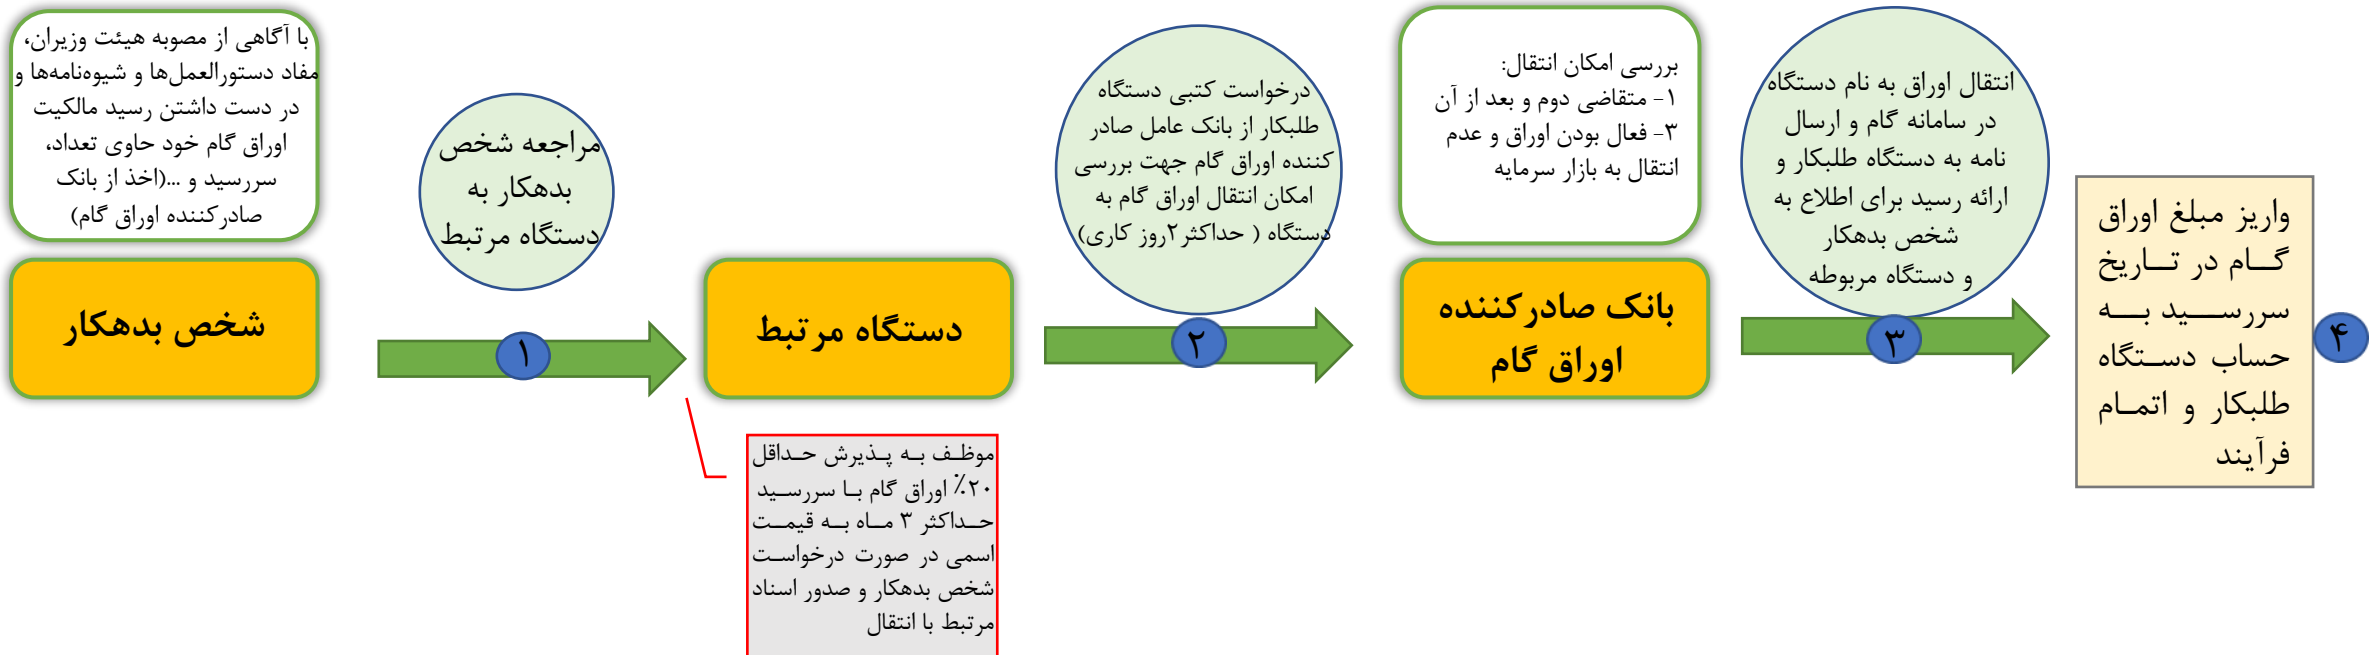 با آگاهی از مصوبه هیئت وزیران،
مفاد دستورالعمل‌ها و شیوه‌نامه‌ها و
در دست داشتن رسید مالکیت
اوراق گام خود حاوی تعداد،
سررسید و ...(اخذ از بانک
صادرکننده اوراق گام)
شخص بدهکار
مراجعه شخص
بدهکار به
دستگاه مرتبط
۱
دستگاه مرتبط
موظف به پذیرش حداقل
۲۰٪ اوراق گام با سررسید
حداکثر ۳ ماه به قیمت
اسمی در صورت درخواست
شخص بدهکار و صدور اسناد
مرتبط با انتقال
درخواست کتبی دستگاه
طلبکار از بانک عامل صادر
کننده اوراق گام جهت بررسی
امکان انتقال اوراق گام به
دستگاه ( حداکثر۲روز کاری)
۲
بررسی امکان انتقال:
۱- متقاضی دوم و بعد از آن
۳- فعال بودن اوراق و عدم
انتقال به بازار سرمایه
بانک صادرکننده
اوراق گام
انتقال اوراق به نام دستگاه
در سامانه گام و ارسال
نامه به دستگاه طلبکار و
ارائه رسید برای اطلاع به
شخص بدهکار
و دستگاه مربوطه
۳
واریز مبلغ اوراق
گام در تاریخ
سررسید به
حساب دستگاه
طلبکار و اتمام
فرآیند
۴